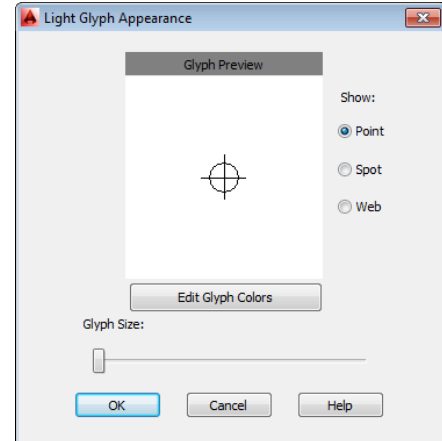 Light Glyph Appearance
Glyph Preview
Show:
Point
Spot
Web
Edit Glyph Colors
Glyph Size:
OK Cancel Help